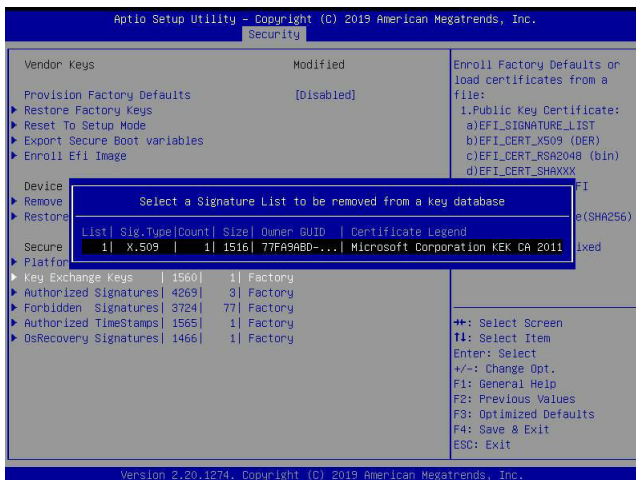 Aptio Setup Utility – Copyright (C) 2019 American Megatrends, Inc.
Security
Vendor Keys Modified
Provision Factory Defaults [Disabled]
Restore Factory Keys
Reset To Setup Mode
Export Secure Boot variables
Enroll Efi Image
Device
Remove
Restore
Secure
Platfor
Key Exchange Keys | 1560| 1| Factory
Authorized Signatures| 4269| 3| Factory
Forbidden Signatures| 3724| 77| Factory
Authorized TimeStamps| 1565| 1| Factory
OsRecovery Signatures| 1466| 1| Factory
Select a Signature List to be removed from a key database
List| Sig.Type|Count| Size| Owner GUID | Certificate Legend
1| X.509 | 1| 1516| 77FA9ABD-...| Microsoft Corporation KEK CA 2011
Enroll Factory Defaults or
load certificates from a
file:
1.Public Key Certificate:
a)EFI_SIGNATURE_LIST
b)EFI_CERT_X509 (DER)
c)EFI_CERT_RSA2048 (bin)
d)EFI_CERT_SHAXXX
FI
e(SHA256)
ixed
→←: Select Screen
↑↓: Select Item
Enter: Select
+/-: Change Opt.
F1: General Help
F2: Previous Values
F3: Optimized Defaults
F4: Save & Exit
ESC: Exit
Version 2.20.1274. Copyright (C) 2019 American Megatrends, Inc.